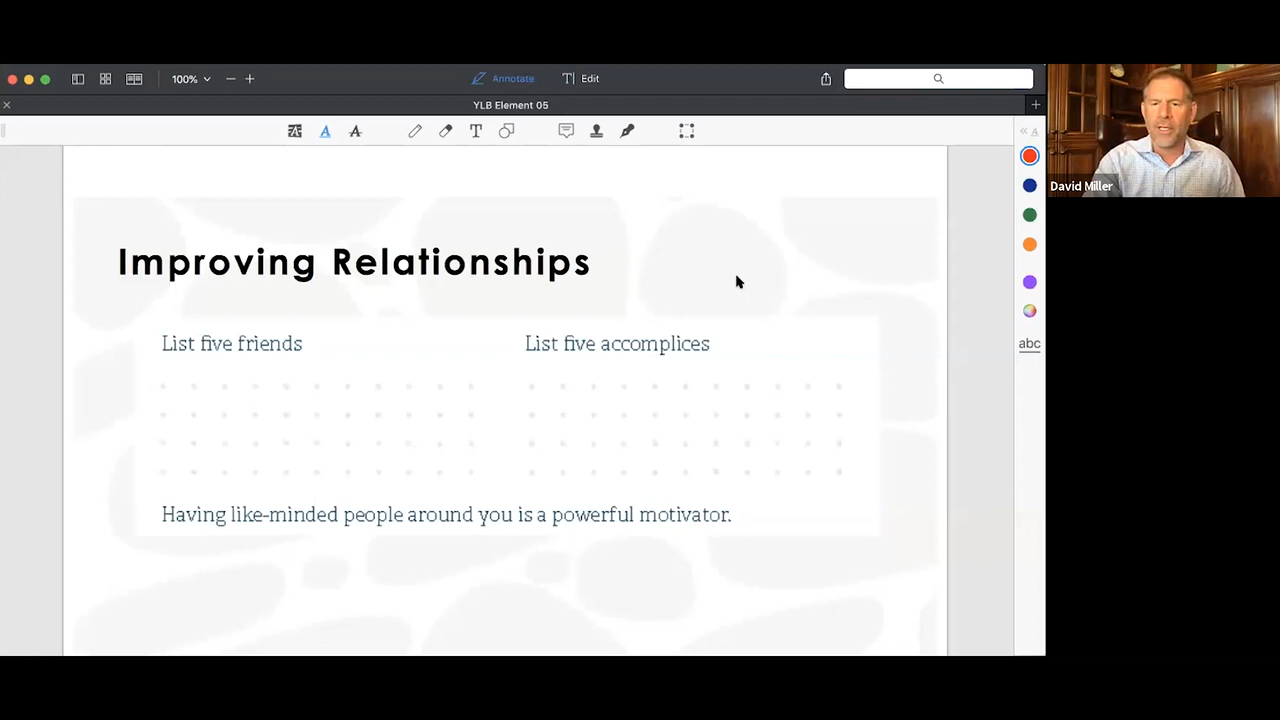 100%
Annotate
T Edit
YLB Element 05
A A A T
A
David Miller
Improving Relationships
List five friends
List five accomplices
abc
Having like-minded people around you is a powerful motivator.